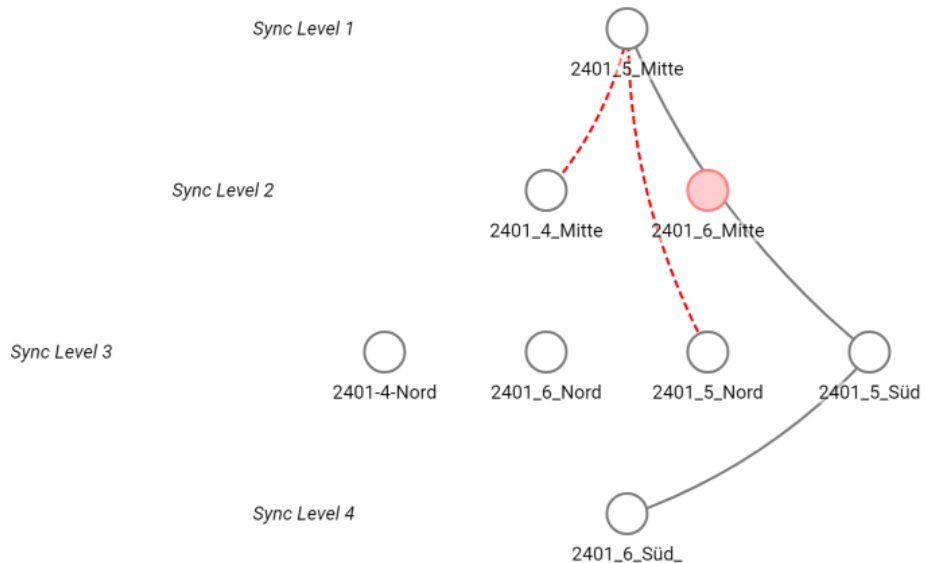 Sync Level 1
2401_5_Mitte
Sync Level 2
2401_4_Mitte
2401_6_Mitte
Sync Level 3
2401-4-Nord
2401_6_Nord
2401_5_Nord
2401_5_Süd
Sync Level 4
2401_6_Süd_